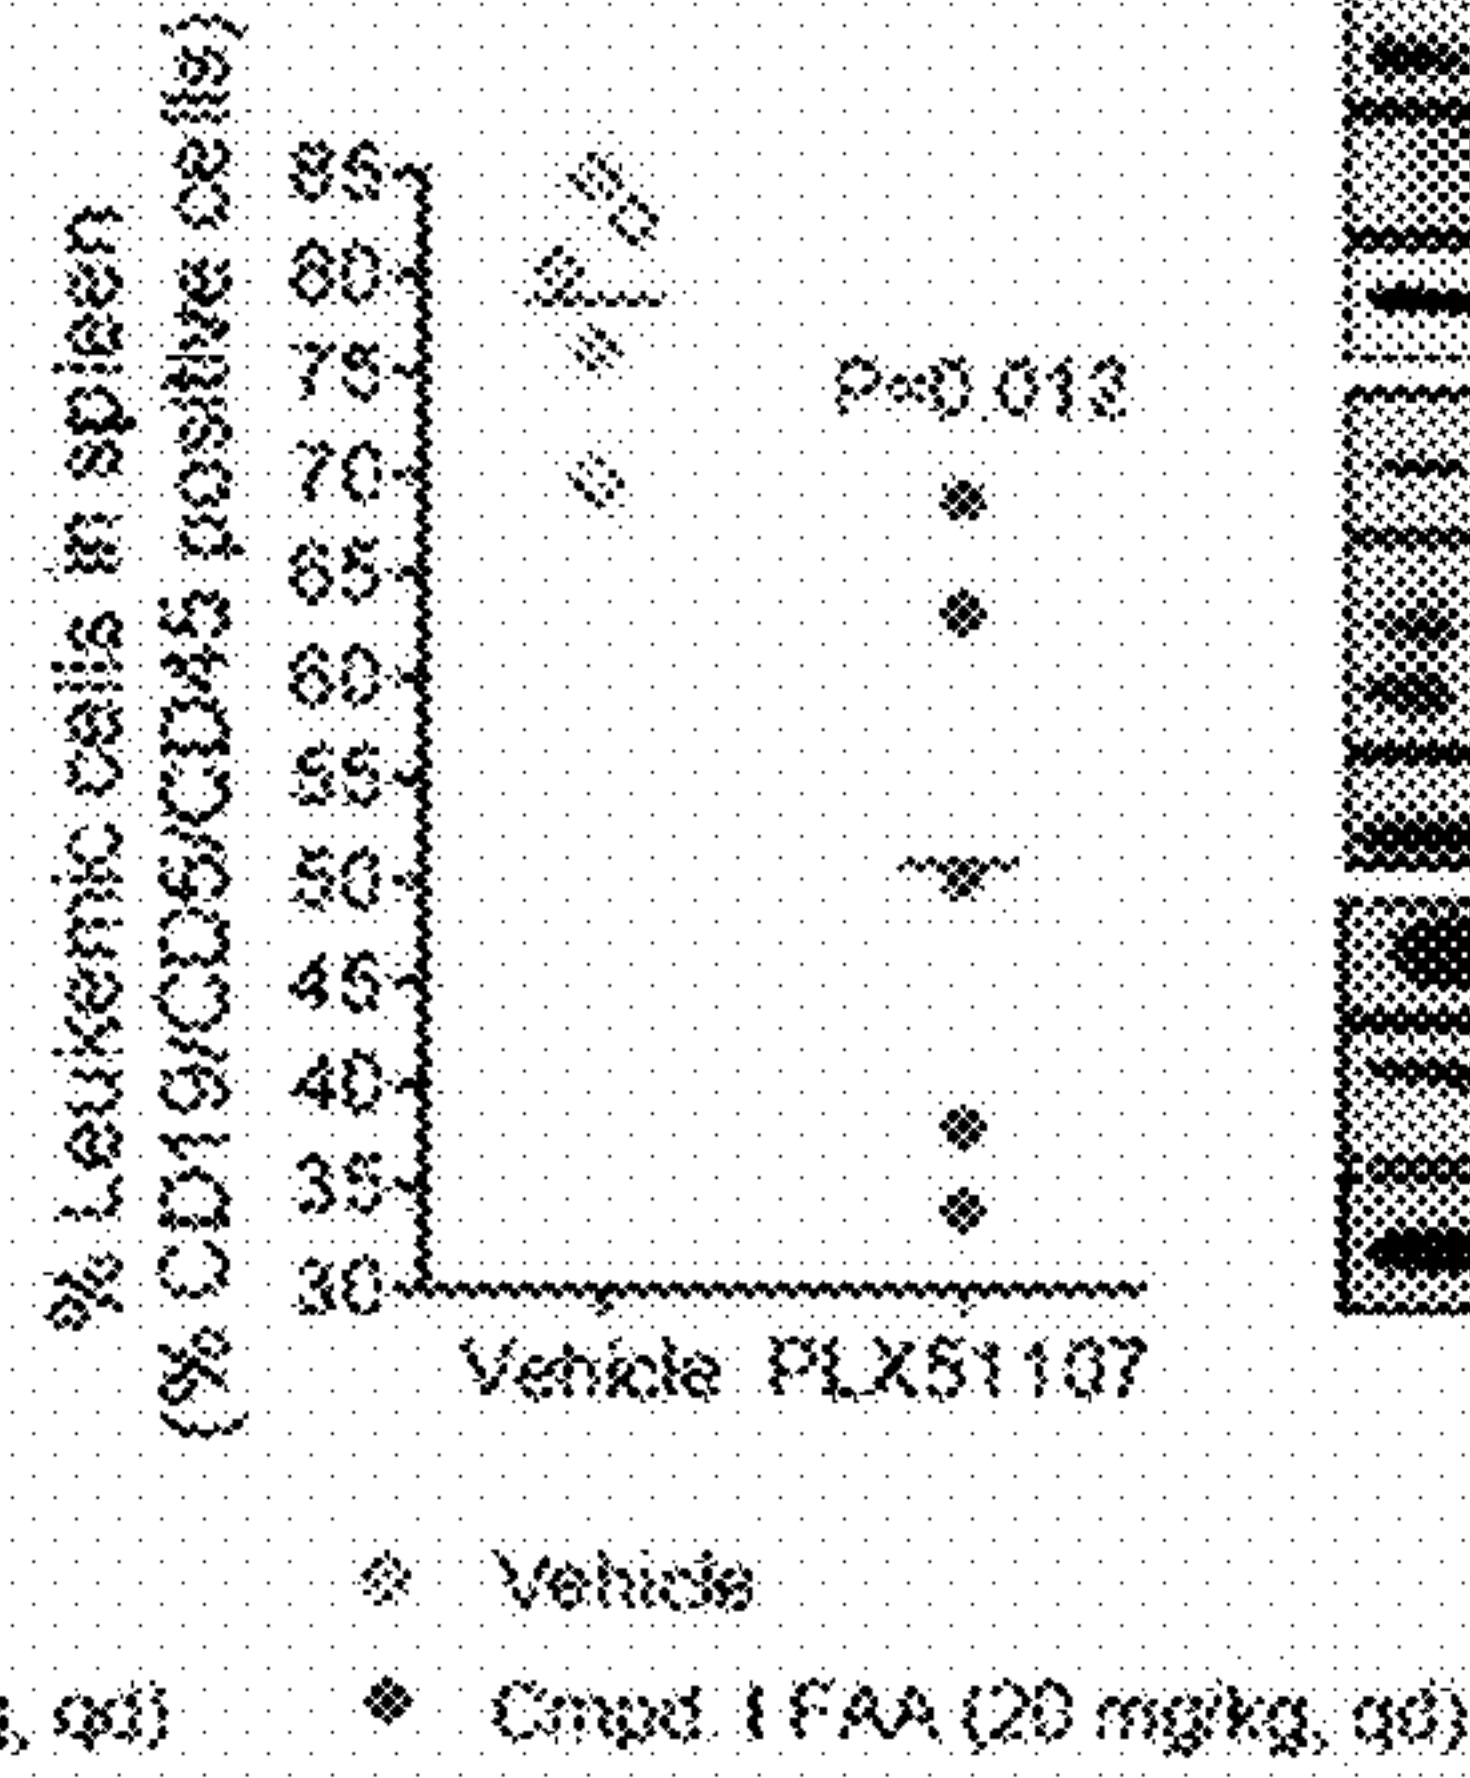 % Leukemic cells in spleen
(% CD19/CD5/CD45 positive cells)
85
80
75
70
65
60
55
50
45
40
35
30
P=0.013
Vehicle PLX51107
Vehicle
, qd)
Cmpd. I FAA (20 mg/kg, qd)